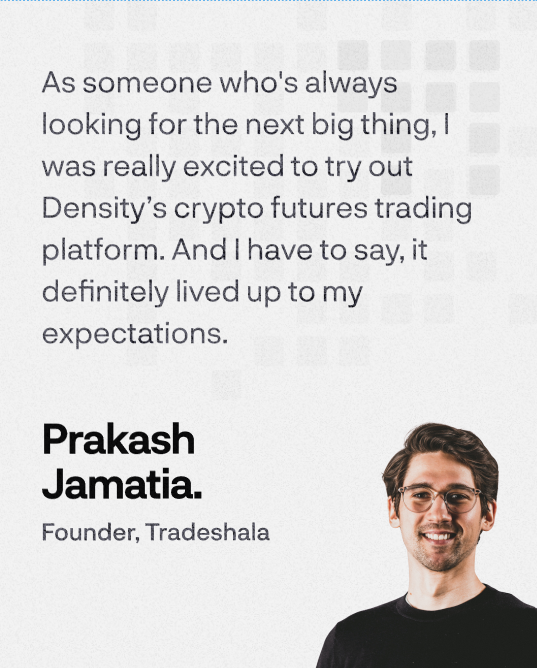 As someone who's always
looking for the next big thing, I
was really excited to try out
Density’s crypto futures trading
platform. And I have to say, it
definitely lived up to my
expectations.
Prakash
Jamatia.
Founder, Tradeshala